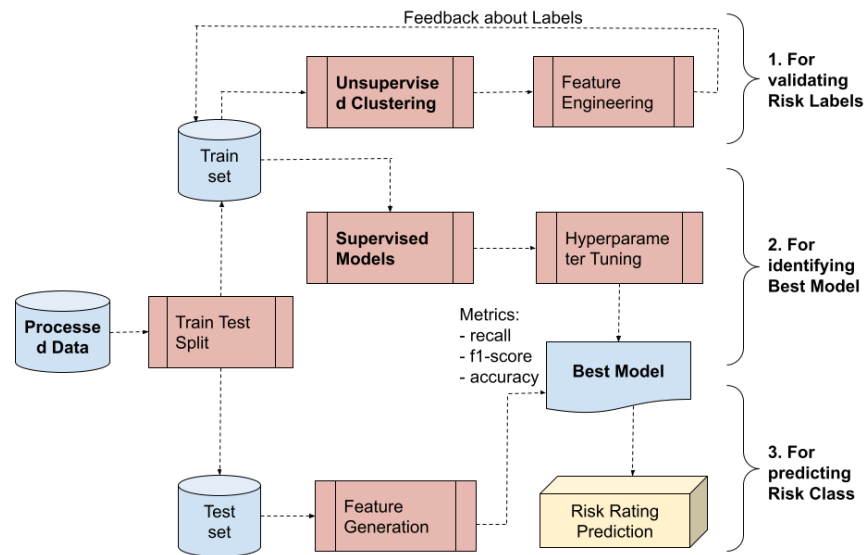 Feedback about Labels
Unsupervise
d Clustering
Feature
Engineering
1. For
validating
Risk Labels
Train
set
Supervised
Models
Hyperparame
ter Tuning
2. For
identifying
Best Model
Processe
d Data
Train Test
Split
Metrics:
- recall
- f1-score
- accuracy
Best Model
3. For
predicting
Risk Class
Test
set
Feature
Generation
Risk Rating
Prediction